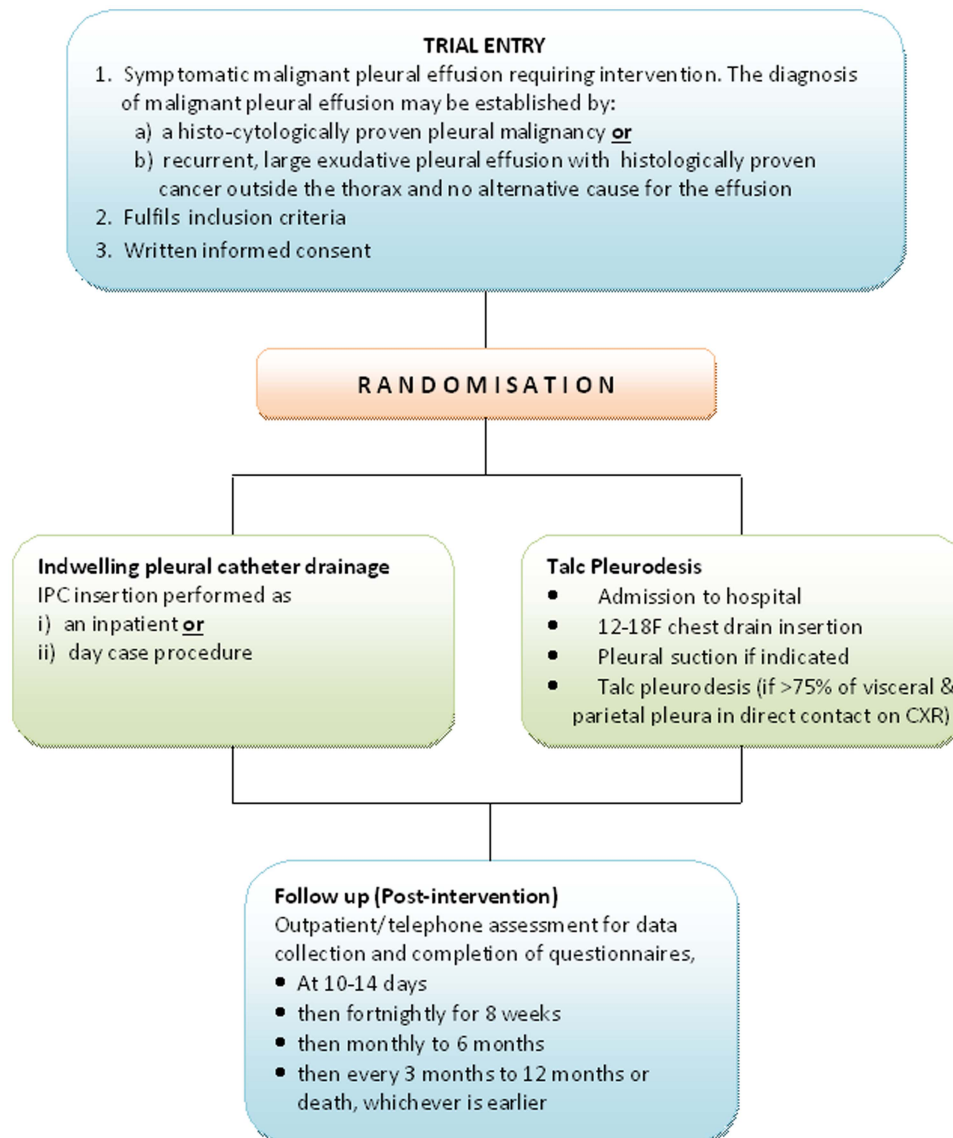 TRIAL ENTRY
1. Symptomatic malignant pleural effusion requiring intervention. The diagnosis
of malignant pleural effusion may be established by:
a) a histo-cytologically proven pleural malignancy or
b) recurrent, large exudative pleural effusion with histologically proven
cancer outside the thorax and no alternative cause for the effusion
2. Fulfils inclusion criteria
3. Written informed consent
RANDOMISATION
Indwelling pleural catheter drainage
IPC insertion performed as
i) an inpatient or
ii) day case procedure
Talc Pleurodesis
• Admission to hospital
• 12-18F chest drain insertion
• Pleural suction if indicated
• Talc pleurodesis (if >75% of visceral &
parietal pleura in direct contact on CXR)
Follow up (Post-intervention)
Outpatient/telephone assessment for data
collection and completion of questionnaires,
• At 10-14 days
• then fortnightly for 8 weeks
• then monthly to 6 months
• then every 3 months to 12 months or
death, whichever is earlier